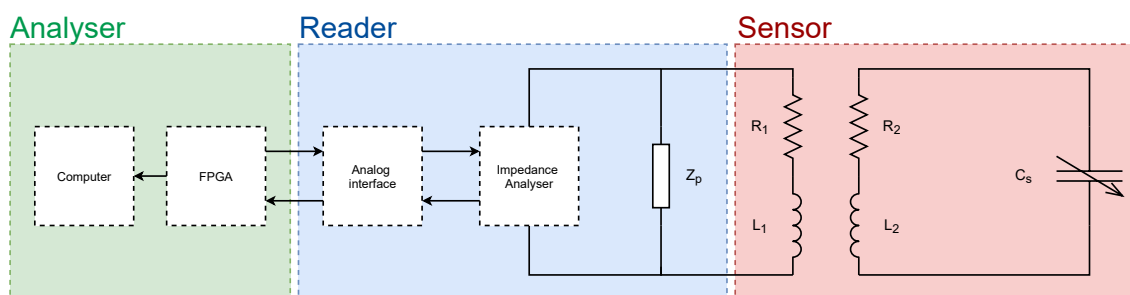 Analyser
Reader
Sensor
Computer
FPGA
Analog
interface
Impedance
Analyser
Zp
R1
L1
R2
L2
Cs